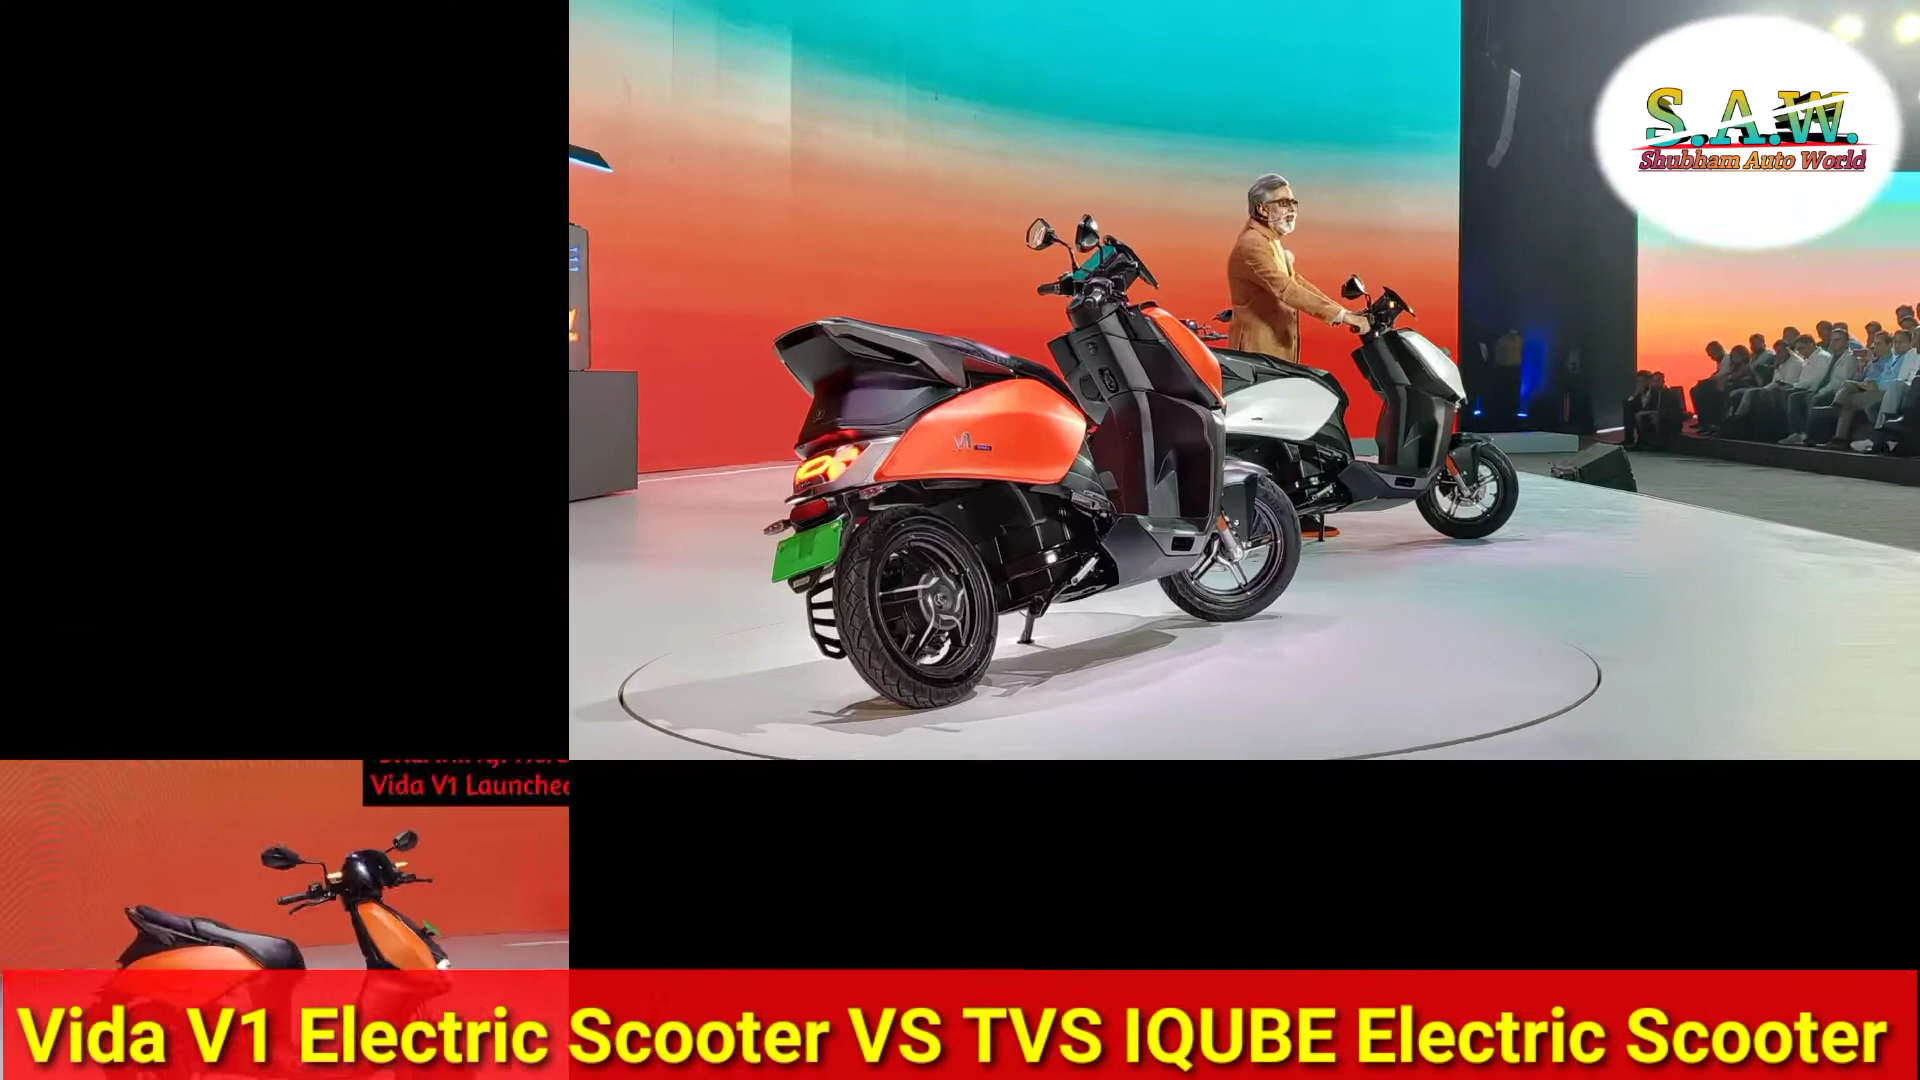 S.A.W.
Shubham Auto World
V1
Vida V1 Launched
Vida V1 Electric Scooter VS TVS IQUBE Electric Scooter